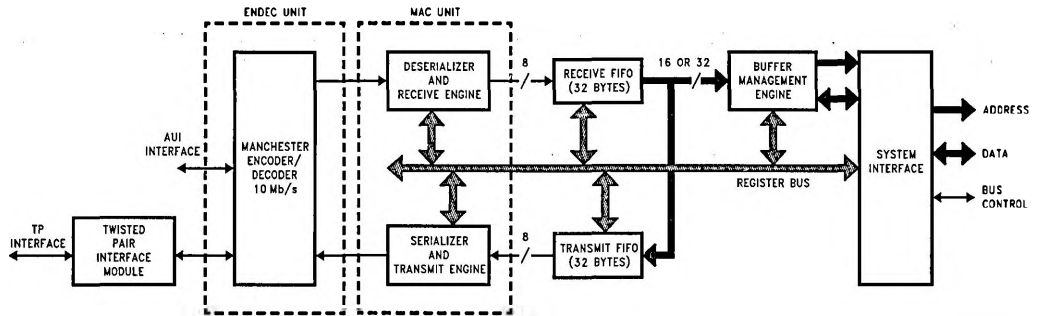 ENDEC UNIT
MAC UNIT
DESERIALIZER
AND
RECEIVE ENGINE
8
RECEIVE FIFO
(32 BYTES)
16 OR 32
BUFFER
MANAGEMENT
ENGINE
ADDRESS
AUI
INTERFACE
MANCHESTER
ENCODER/
DECODER
10 Mb/s
SYSTEM
INTERFACE
DATA
REGISTER BUS
BUS
CONTROL
TP
INTERFACE
TWISTED
PAIR
INTERFACE
MODULE
SERIALIZER
AND
TRANSMIT ENGINE
8
TRANSMIT FIFO
(32 BYTES)